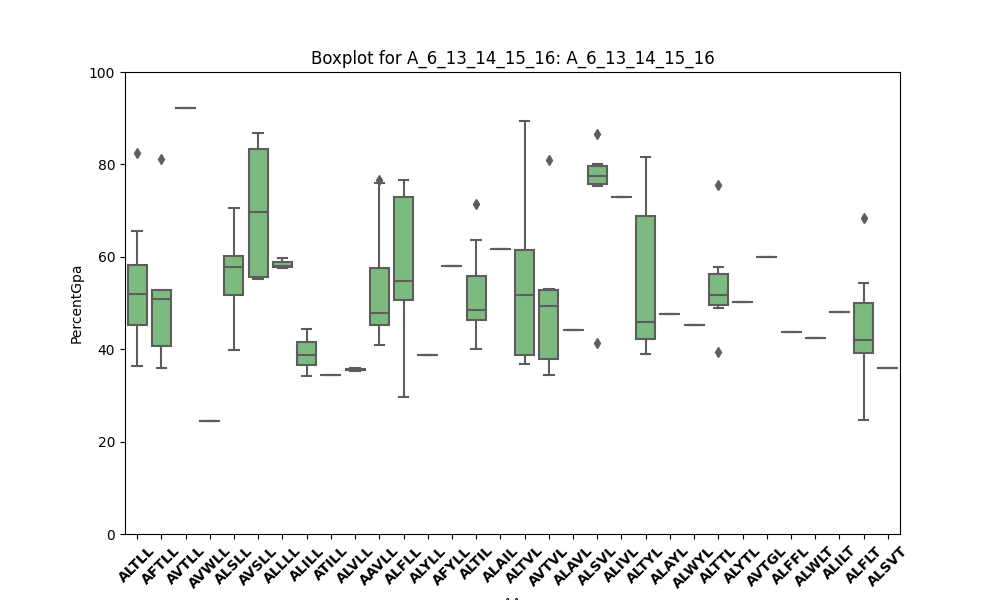 Boxplot for A_6_13_14_15_16: A_6_13_14_15_16
100
80
60
40
20
0
PercentGpa
ALTLL AFTLL AVTLL AVWLL ALSLL AVSLL ALLLL ALILL ATILL ALVLL AAVLL ALFLL ALYLL AFYLL ALTIL ALAIL ALTVL AVTVL ALAVL ALSVL ALIVL ALTYL ALAYL ALWYL ALTTL ALYTL AVTGL ALFFL ALWLT ALILT ALFLT ALSVT